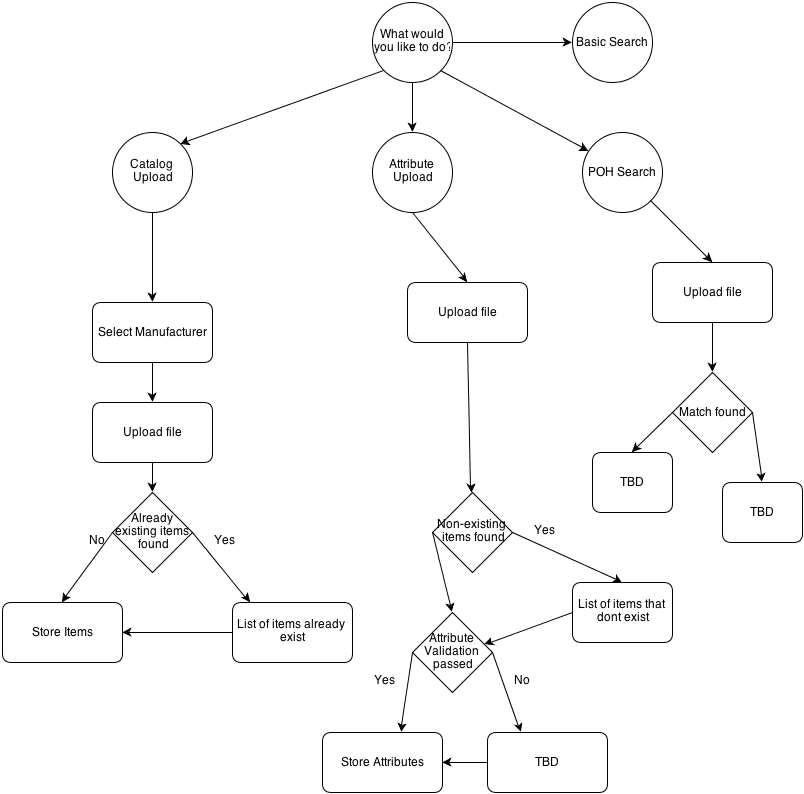 What would
you like to do?
Basic Search
Catalog
Upload
Attribute
Upload
POH Search
Upload file
Upload file
Select Manufacturer
Upload file
Match found
TBD
TBD
Already
existing items
found
No
Yes
Non-existing
items found
Yes
Store Items
List of items already
exist
List of items that
dont exist
Attribute
Validation
passed
Yes
No
Store Attributes
TBD